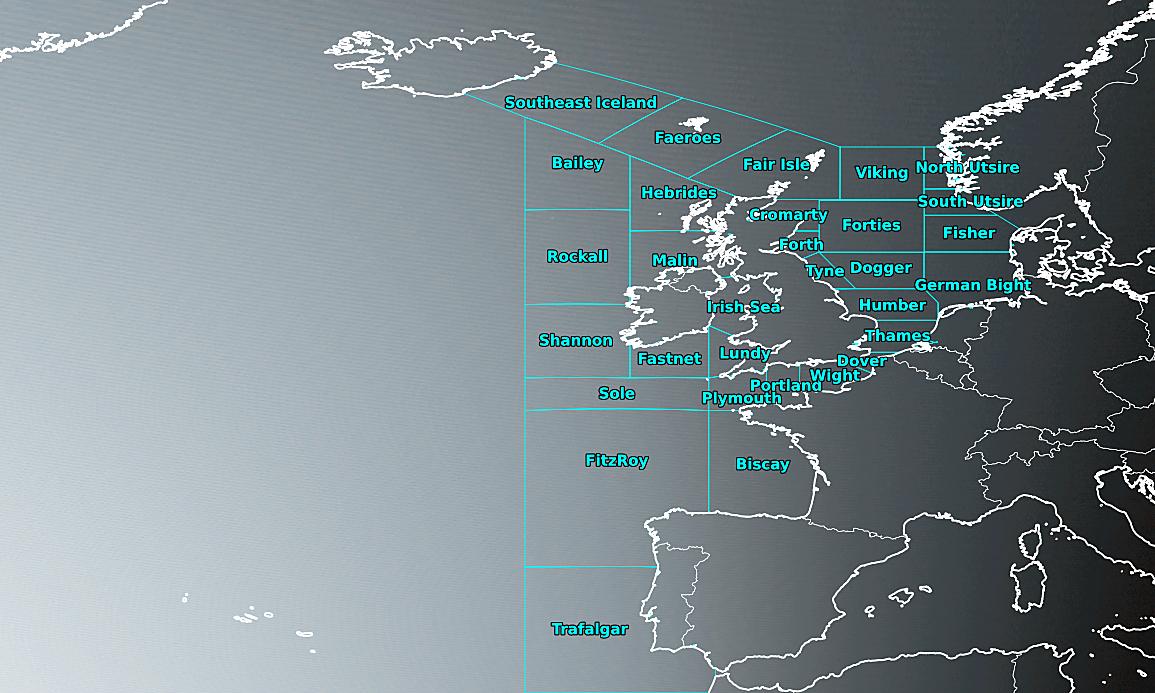 Southeast Iceland
Faeroes
Bailey
Fair Isle
North Utsire
Viking
Hebrides
South Utsire
Cromarty
Forties
Fisher
Forth
Rockall
Malin
Dogger
Tyne
German Bight
Humber
Irish Sea
Thames
Shannon
Lundy
Fastnet
Dover
Wight
Portland
Sole
Plymouth
FitzRoy
Biscay
Trafalgar